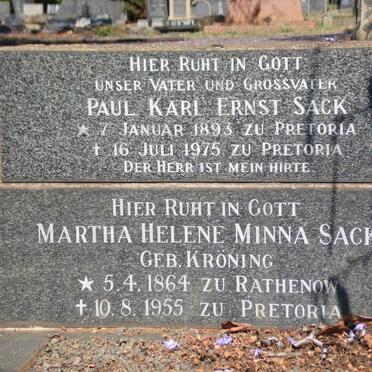 HIER RUHT IN GOTT
UNSER VATER UND GROSSVATER
PAUL KARL ERNST SACK
★ 7 JANUAR 1893 ZU PRETORIA
† 16 JULI 1975 ZU PRETORIA
DER HERR IST MEIN HIRTE
HIER RUHT IN GOTT
MARTHA HELENE MINNA SACK
GEB. KRÖNING
★ 5.4.1864 ZU RATHENOW
† 10.8.1955 ZU PRETORIA